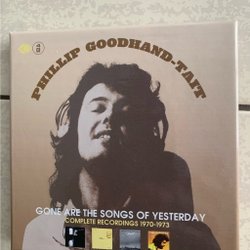 PHILLIP GOODHAND-TAIT
GONE ARE THE SONGS OF YESTERDAY
COMPLETE RECORDINGS 1970-1973